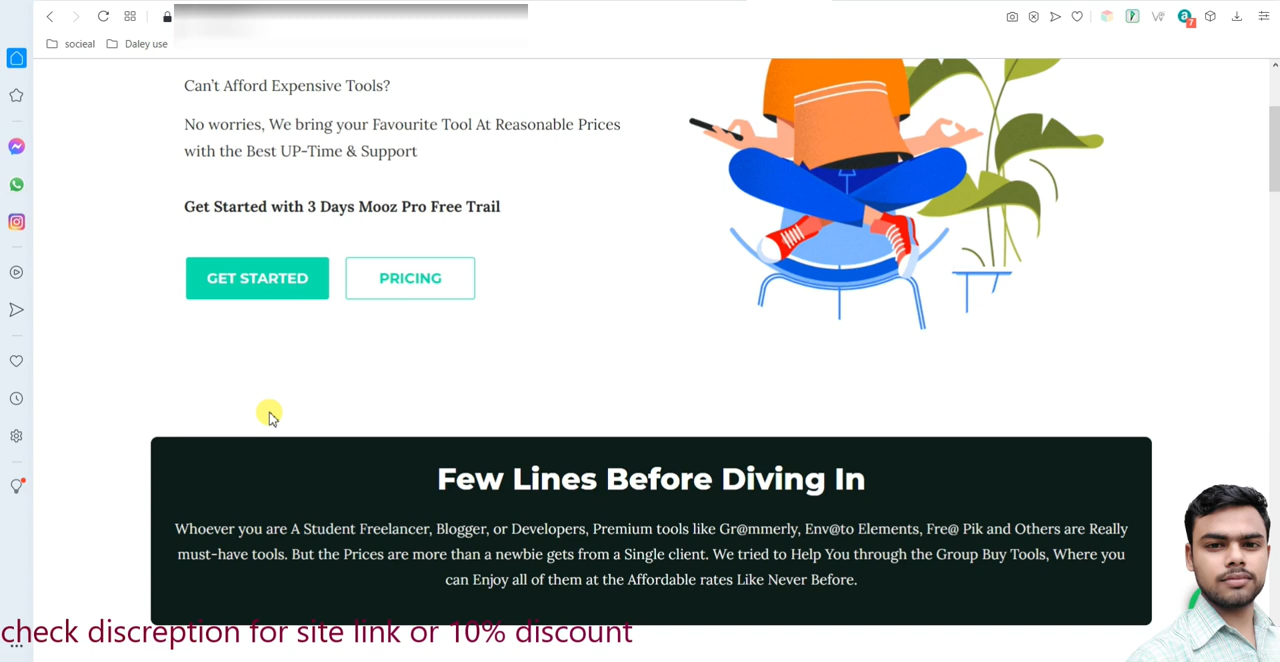 socieal
Daley use
7
Can't Afford Expensive Tools?
No worries, We bring your Favourite Tool At Reasonable Prices
with the Best UP-Time & Support
Get Started with 3 Days Mooz Pro Free Trail
GET STARTED
PRICING
Few Lines Before Diving In
Whoever you are A Student Freelancer, Blogger, or Developers, Premium tools like Gr@mmerly, Env@to Elements, Fre@ Pik and Others are Really
must-have tools. But the Prices are more than a newbie gets from a Single client. We tried to Help You through the Group Buy Tools, Where you
can Enjoy all of them at the Affordable rates Like Never Before.
check discreption for site link or 10% discount